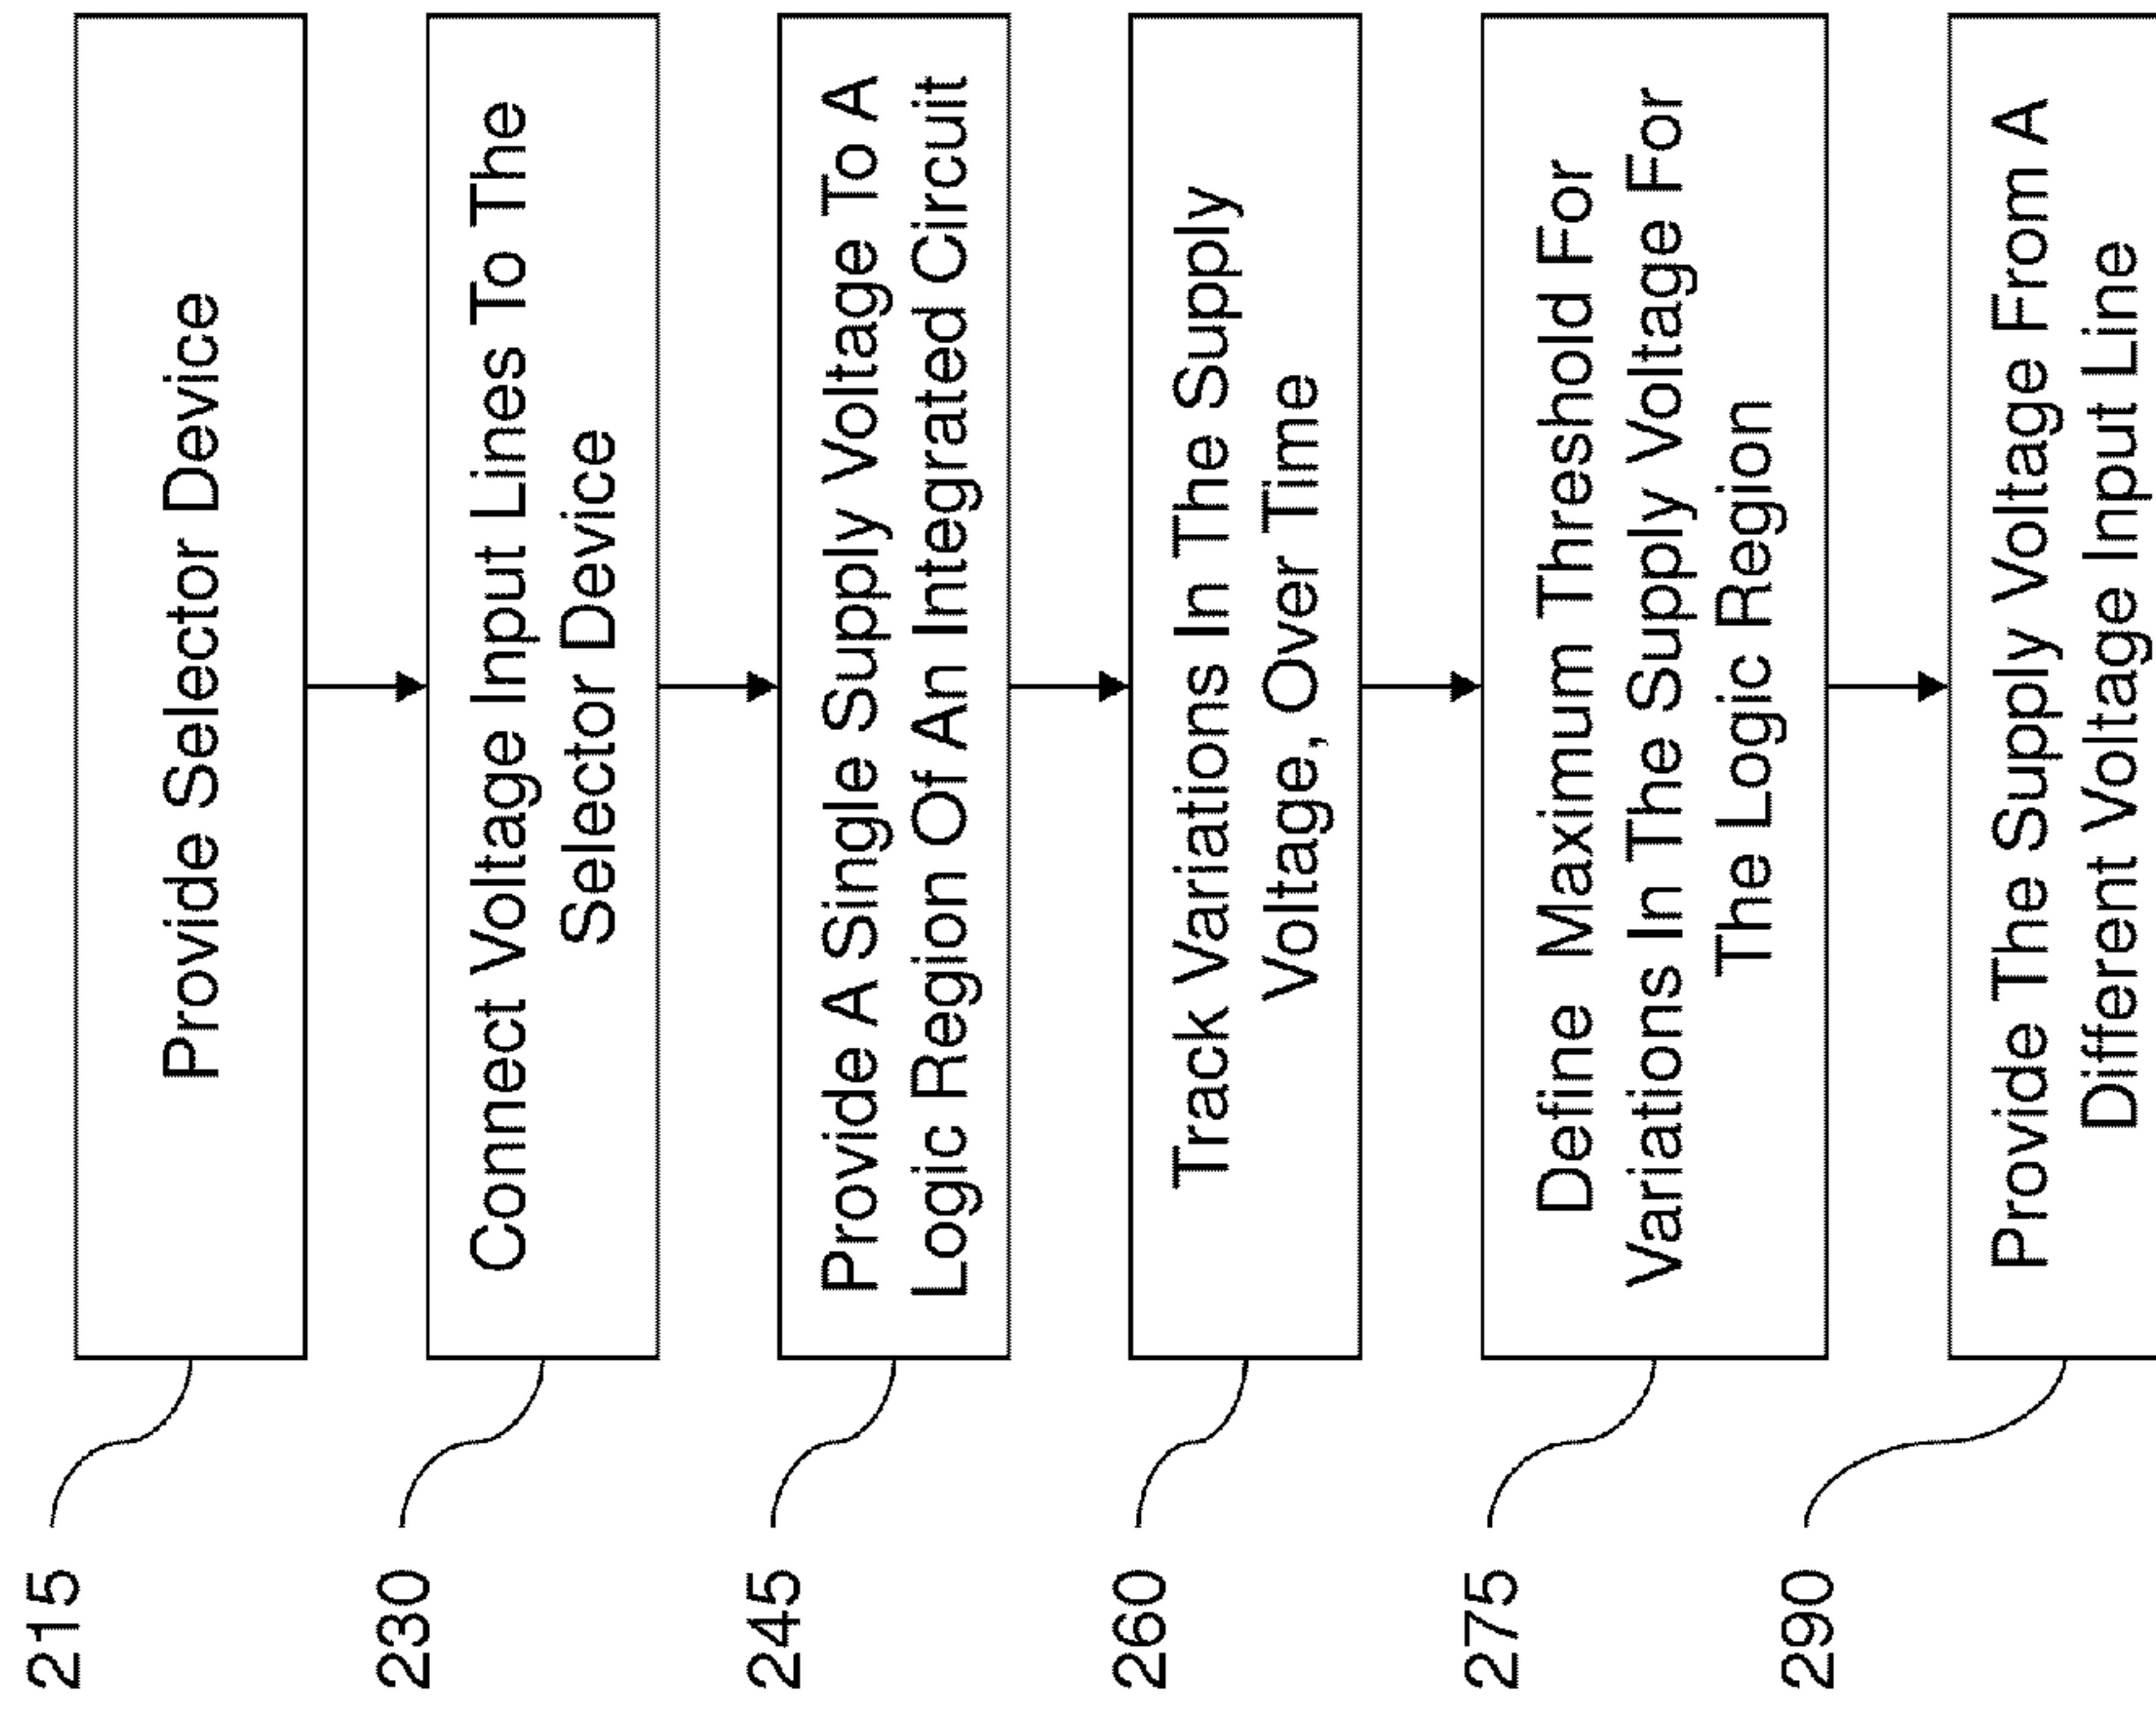 215
Provide Selector Device
230
Connect Voltage Input Lines To The
Selector Device
245
Provide A Single Supply Voltage To A
Logic Region Of An Integrated Circuit
260
Track Variations In The Supply
Voltage, Over Time
275
Define Maximum Threshold For
Variations In The Supply Voltage For
The Logic Region
290
Provide The Supply Voltage From A
Different Voltage Input Line